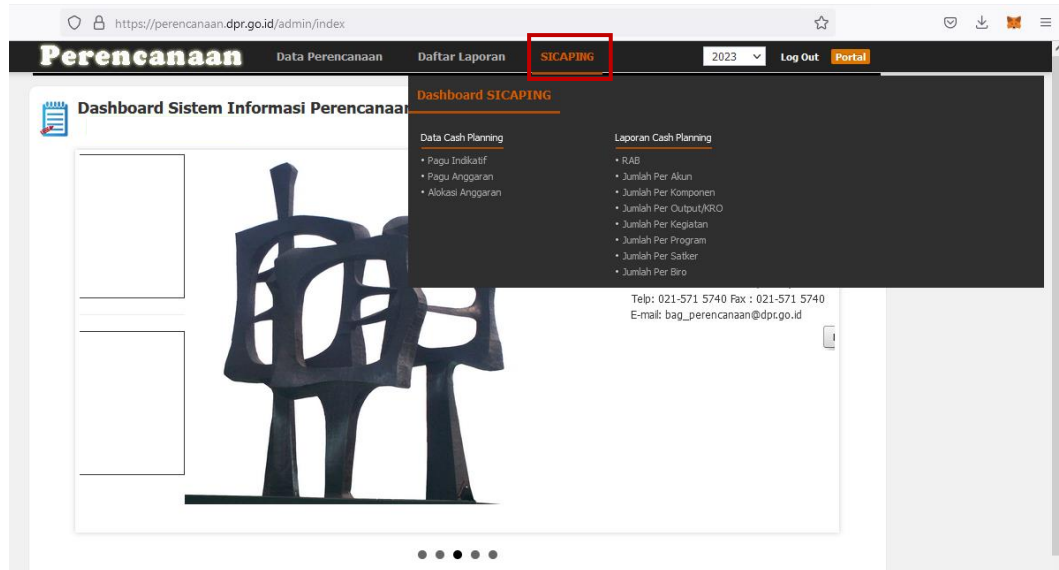 https://perencanaan.dpr.go.id/admin/index
Perencanaan Data Perencanaan Daftar Laporan SICAPING 2023 Log Out Portal
Dashboard Sistem Informasi Perencanaan
Dashboard SICAPING
Data Cash Planning
• Pagu Indikatif
• Pagu Anggaran
• Alokasi Anggaran
Laporan Cash Planning
• RAB
• Jumlah Per Akun
• Jumlah Per Komponen
• Jumlah Per Output/KRO
• Jumlah Per Kegiatan
• Jumlah Per Program
• Jumlah Per Satker
• Jumlah Per Biro
Telp: 021-571 5740 Fax : 021-571 5740
E-mail: bag_perencanaan@dpr.go.id